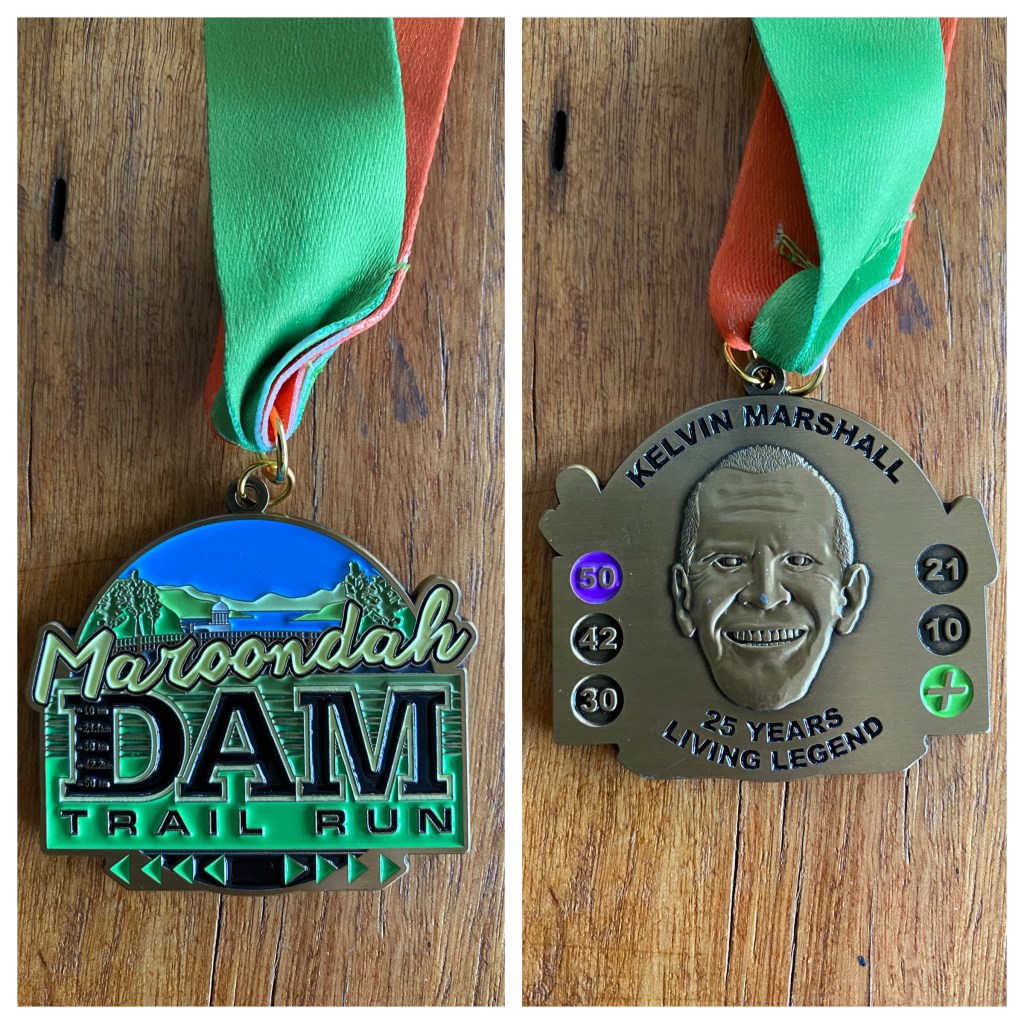 Maroondah
DAM
TRAIL RUN
KELVIN MARSHALL
50
42
30
21
10
+
25 YEARS
LIVING LEGEND